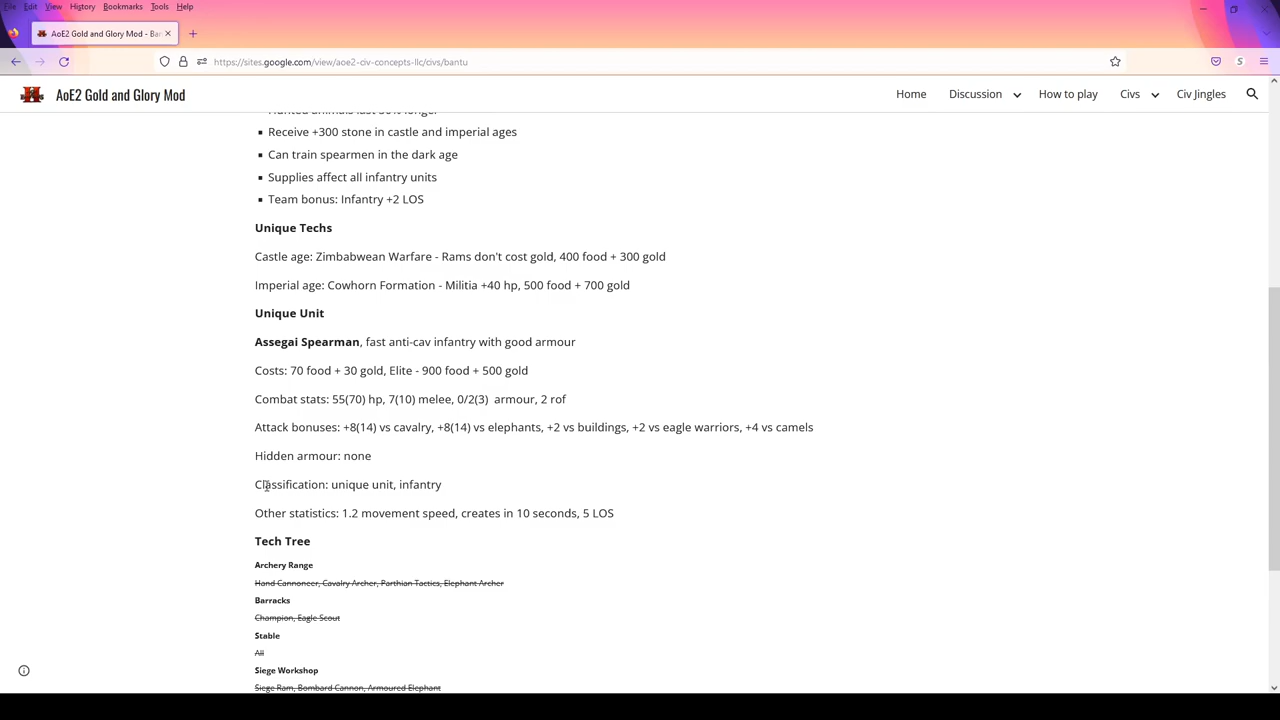 File Edit View History Bookmarks Tools Help
AoE2 Gold and Glory Mod - Ban
https://sites.google.com/view/aoe2-civ-concepts-llc/civs/bantu
AoE2 Gold and Glory Mod
Home Discussion How to play Civs Civ Jingles
Hunted animals last 30% longer
Receive +300 stone in castle and imperial ages
Can train spearmen in the dark age
Supplies affect all infantry units
Team bonus: Infantry +2 LOS
Unique Techs
Castle age: Zimbabwean Warfare - Rams don't cost gold, 400 food + 300 gold
Imperial age: Cowhorn Formation - Militia +40 hp, 500 food + 700 gold
Unique Unit
Assegai Spearman, fast anti-cav infantry with good armour
Costs: 70 food + 30 gold, Elite - 900 food + 500 gold
Combat stats: 55(70) hp, 7(10) melee, 0/2(3) armour, 2 rof
Attack bonuses: +8(14) vs cavalry, +8(14) vs elephants, +2 vs buildings, +2 vs eagle warriors, +4 vs camels
Hidden armour: none
Classification: unique unit, infantry
Other statistics: 1.2 movement speed, creates in 10 seconds, 5 LOS
Tech Tree
Archery Range
Hand Cannoneer, Cavalry Archer, Parthian Tactics, Elephant Archer
Barracks
Champion, Eagle Scout
Stable
All
Siege Workshop
Siege Ram, Bombard Cannon, Armoured Elephant